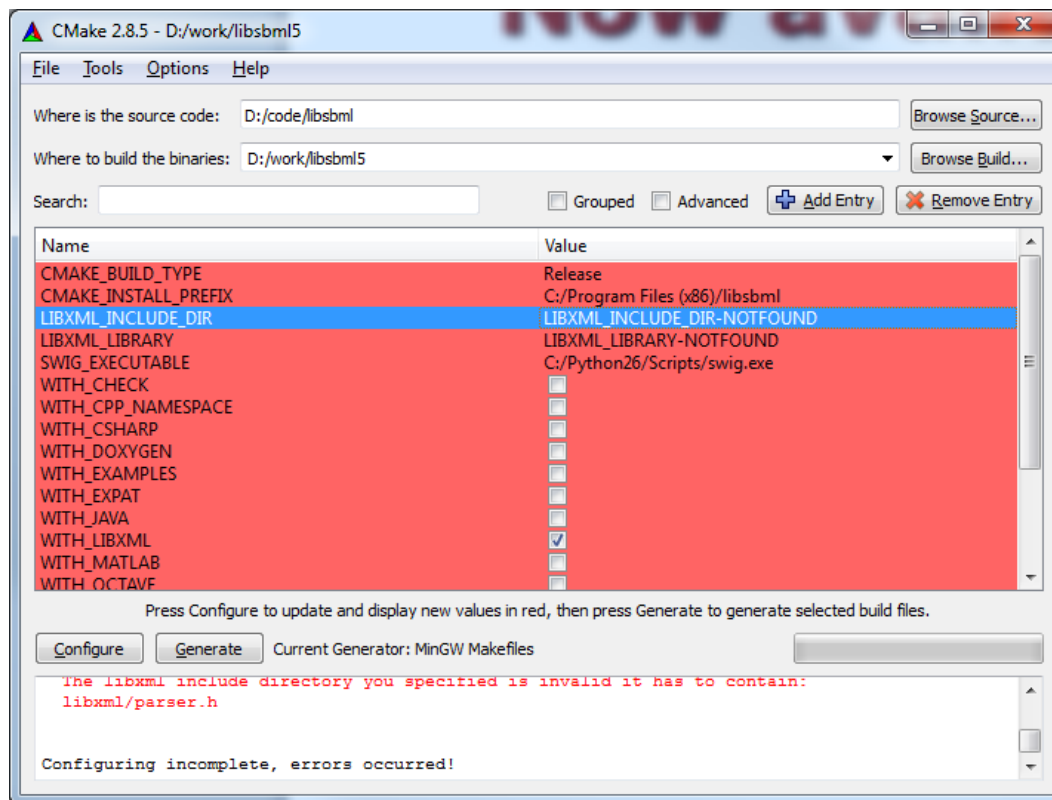 Now av
CMake 2.8.5 - D:/work/libsbml5
File Tools Options Help
Where is the source code: D:/code/libsbml Browse Source...
Where to build the binaries: D:/work/libsbml5 Browse Build...
Search: Grouped Advanced Add Entry Remove Entry
Name Value
CMAKE_BUILD_TYPE Release
CMAKE_INSTALL_PREFIX C:/Program Files (x86)/libsbml
LIBXML_INCLUDE_DIR LIBXML_INCLUDE_DIR-NOTFOUND
LIBXML_LIBRARY LIBXML_LIBRARY-NOTFOUND
SWIG_EXECUTABLE C:/Python26/Scripts/swig.exe
WITH_CHECK
WITH_CPP_NAMESPACE
WITH_CSHARP
WITH_DOXYGEN
WITH_EXAMPLES
WITH_EXPAT
WITH_JAVA
WITH_LIBXML
WITH_MATLAB
WITH_OCTAVE
Press Configure to update and display new values in red, then press Generate to generate selected build files.
Configure Generate Current Generator: MinGW Makefiles
The libxml include directory you specified is invalid it has to contain:
libxml/parser.h
Configuring incomplete, errors occurred!